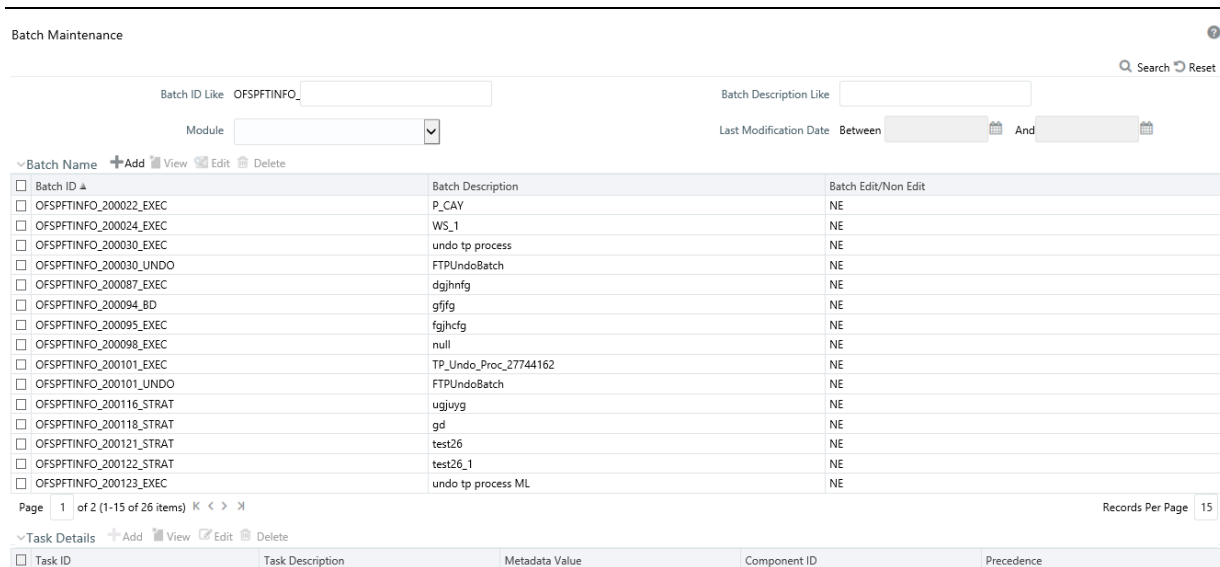 Batch Maintenance
Search Reset
Batch ID Like OFSPFTINFO_ Batch Description Like
Module Last Modification Date Between And
Batch Name Add View Edit Delete
Batch ID Batch Description Batch Edit/Non Edit
OFSPFTINFO_200022_EXEC P_CAY NE
OFSPFTINFO_200024_EXEC WS_1 NE
OFSPFTINFO_200030_EXEC undo tp process NE
OFSPFTINFO_200030_UNDO FTPUndoBatch NE
OFSPFTINFO_200087_EXEC dgjhnfg NE
OFSPFTINFO_200094_BD gfjfg NE
OFSPFTINFO_200095_EXEC fgjhcfg NE
OFSPFTINFO_200098_EXEC null NE
OFSPFTINFO_200101_EXEC TP_Undo_Proc_27744162 NE
OFSPFTINFO_200101_UNDO FTPUndoBatch NE
OFSPFTINFO_200116_STRAT ugjuyg NE
OFSPFTINFO_200118_STRAT gd NE
OFSPFTINFO_200121_STRAT test26 NE
OFSPFTINFO_200122_STRAT test26_1 NE
OFSPFTINFO_200123_EXEC undo tp process ML NE
Page 1 of 2 (1-15 of 26 items) Records Per Page 15
Task Details Add View Edit Delete
Task ID Task Description Metadata Value Component ID Precedence